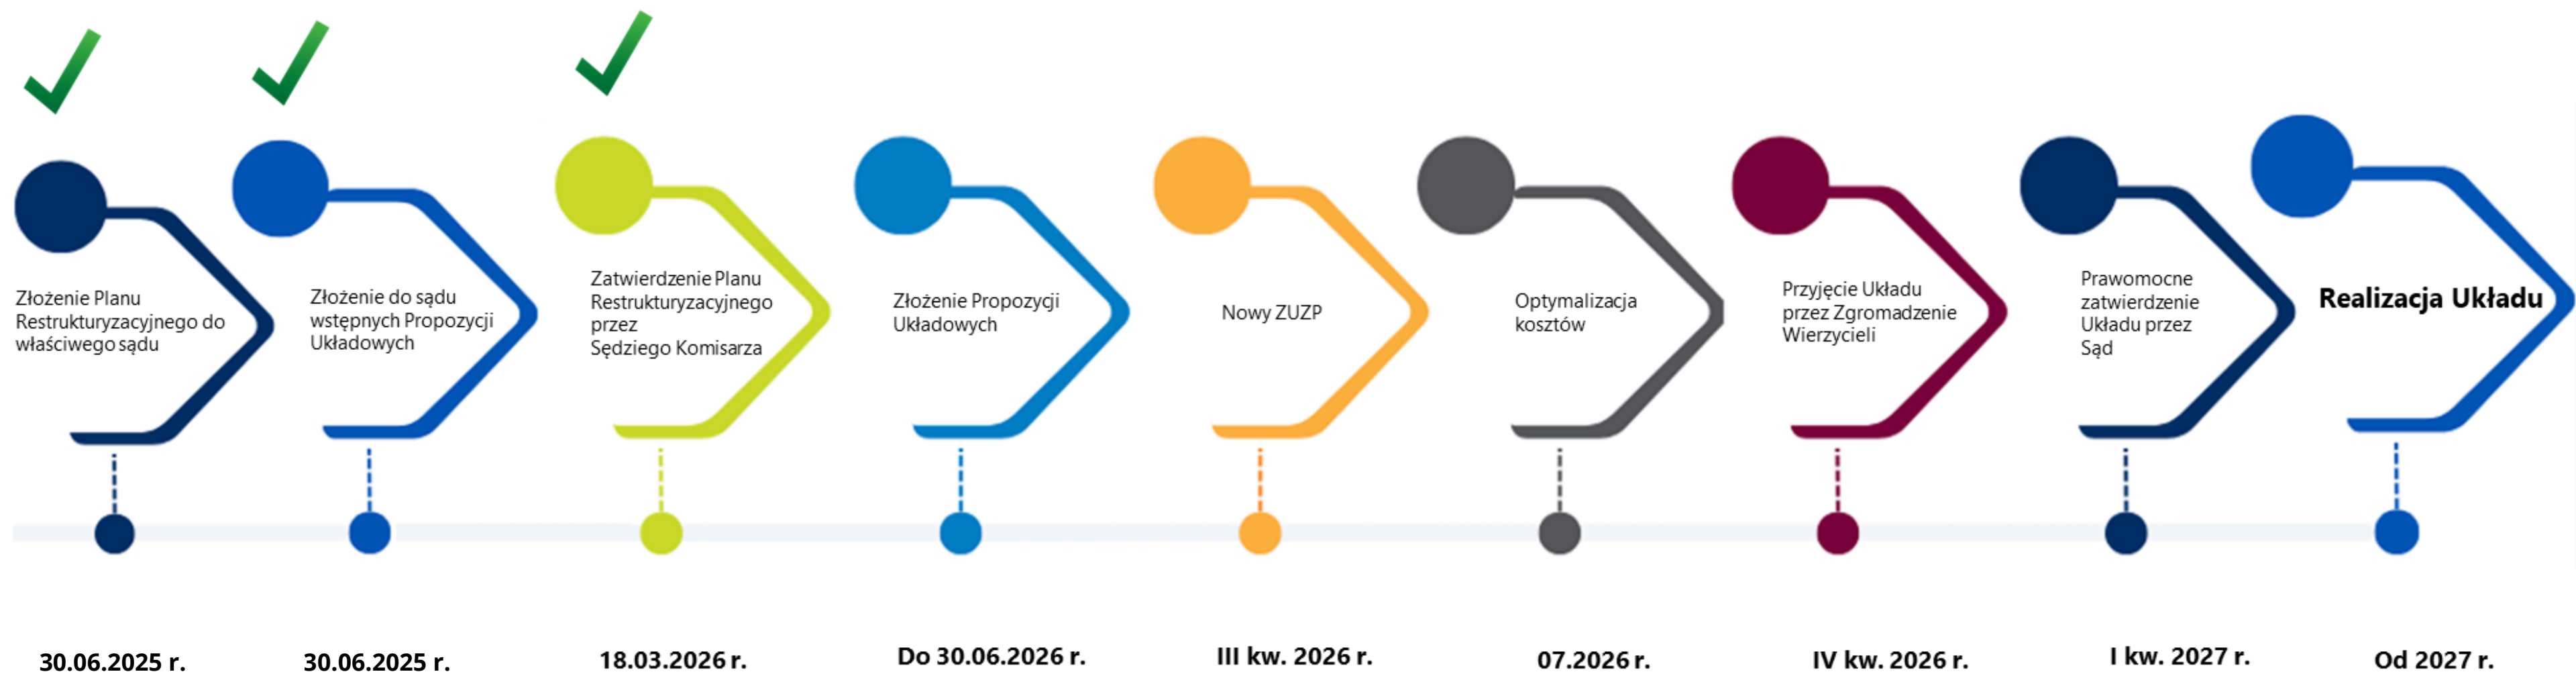 Złożenie Planu
Restrukturyzacyjnego do
właściwego sądu
Złożenie do sądu
wstępnych Propozycji
Układowych
Zatwierdzenie Planu
Restrukturyzacyjnego
przez
Sędziego Komisarza
Złożenie Propozycji
Układowych
Nowy ZUZP
Optymalizacja
kosztów
Przyjęcie Układu
przez Zgromadzenie
Wierzycieli
Prawomocne
zatwierdzenie
Układu przez
Sąd
Realizacja Układu
30.06.2025 r.
30.06.2025 r.
18.03.2026 r.
Do 30.06.2026 r.
III kw. 2026 r.
07.2026 r.
IV kw. 2026 r.
I kw. 2027 r.
Od 2027 r.